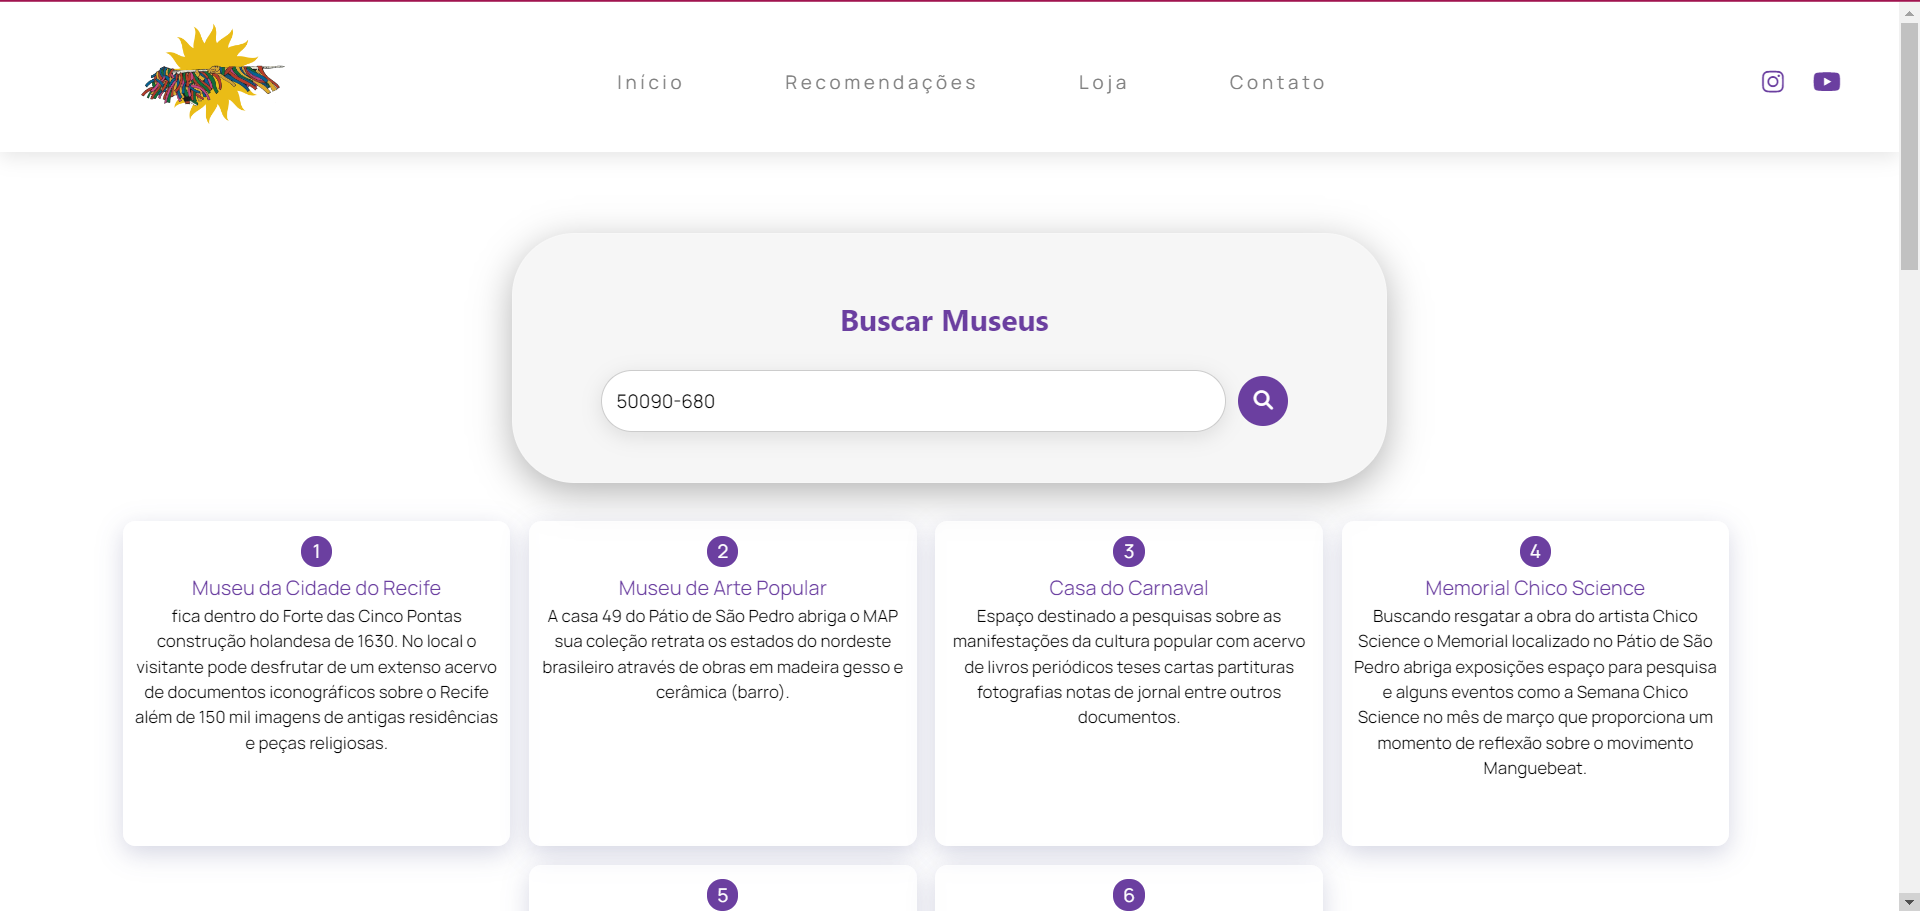 Início
Recomendações
Loja
Contato
Buscar Museus
50090-680
1
Museu da Cidade do Recife
fica dentro do Forte das Cinco Pontas
construção holandesa de 1630. No local o
visitante pode desfrutar de um extenso acervo
de documentos iconográficos sobre o Recife
além de 150 mil imagens de antigas residências
e peças religiosas.
2
Museu de Arte Popular
A casa 49 do Pátio de São Pedro abriga o MAP
sua coleção retrata os estados do nordeste
brasileiro através de obras em madeira gesso e
cerâmica (barro).
3
Casa do Carnaval
Espaço destinado a pesquisas sobre as
manifestações da cultura popular com acervo
de livros periódicos teses cartas partituras
fotografias notas de jornal entre outros
documentos.
4
Memorial Chico Science
Buscando resgatar a obra do artista Chico
Science o Memorial localizado no Pátio de São
Pedro abriga exposições espaço para pesquisa
e alguns eventos como a Semana Chico
Science no mês de março que proporciona um
momento de reflexão sobre o movimento
Manguebeat.
5
6